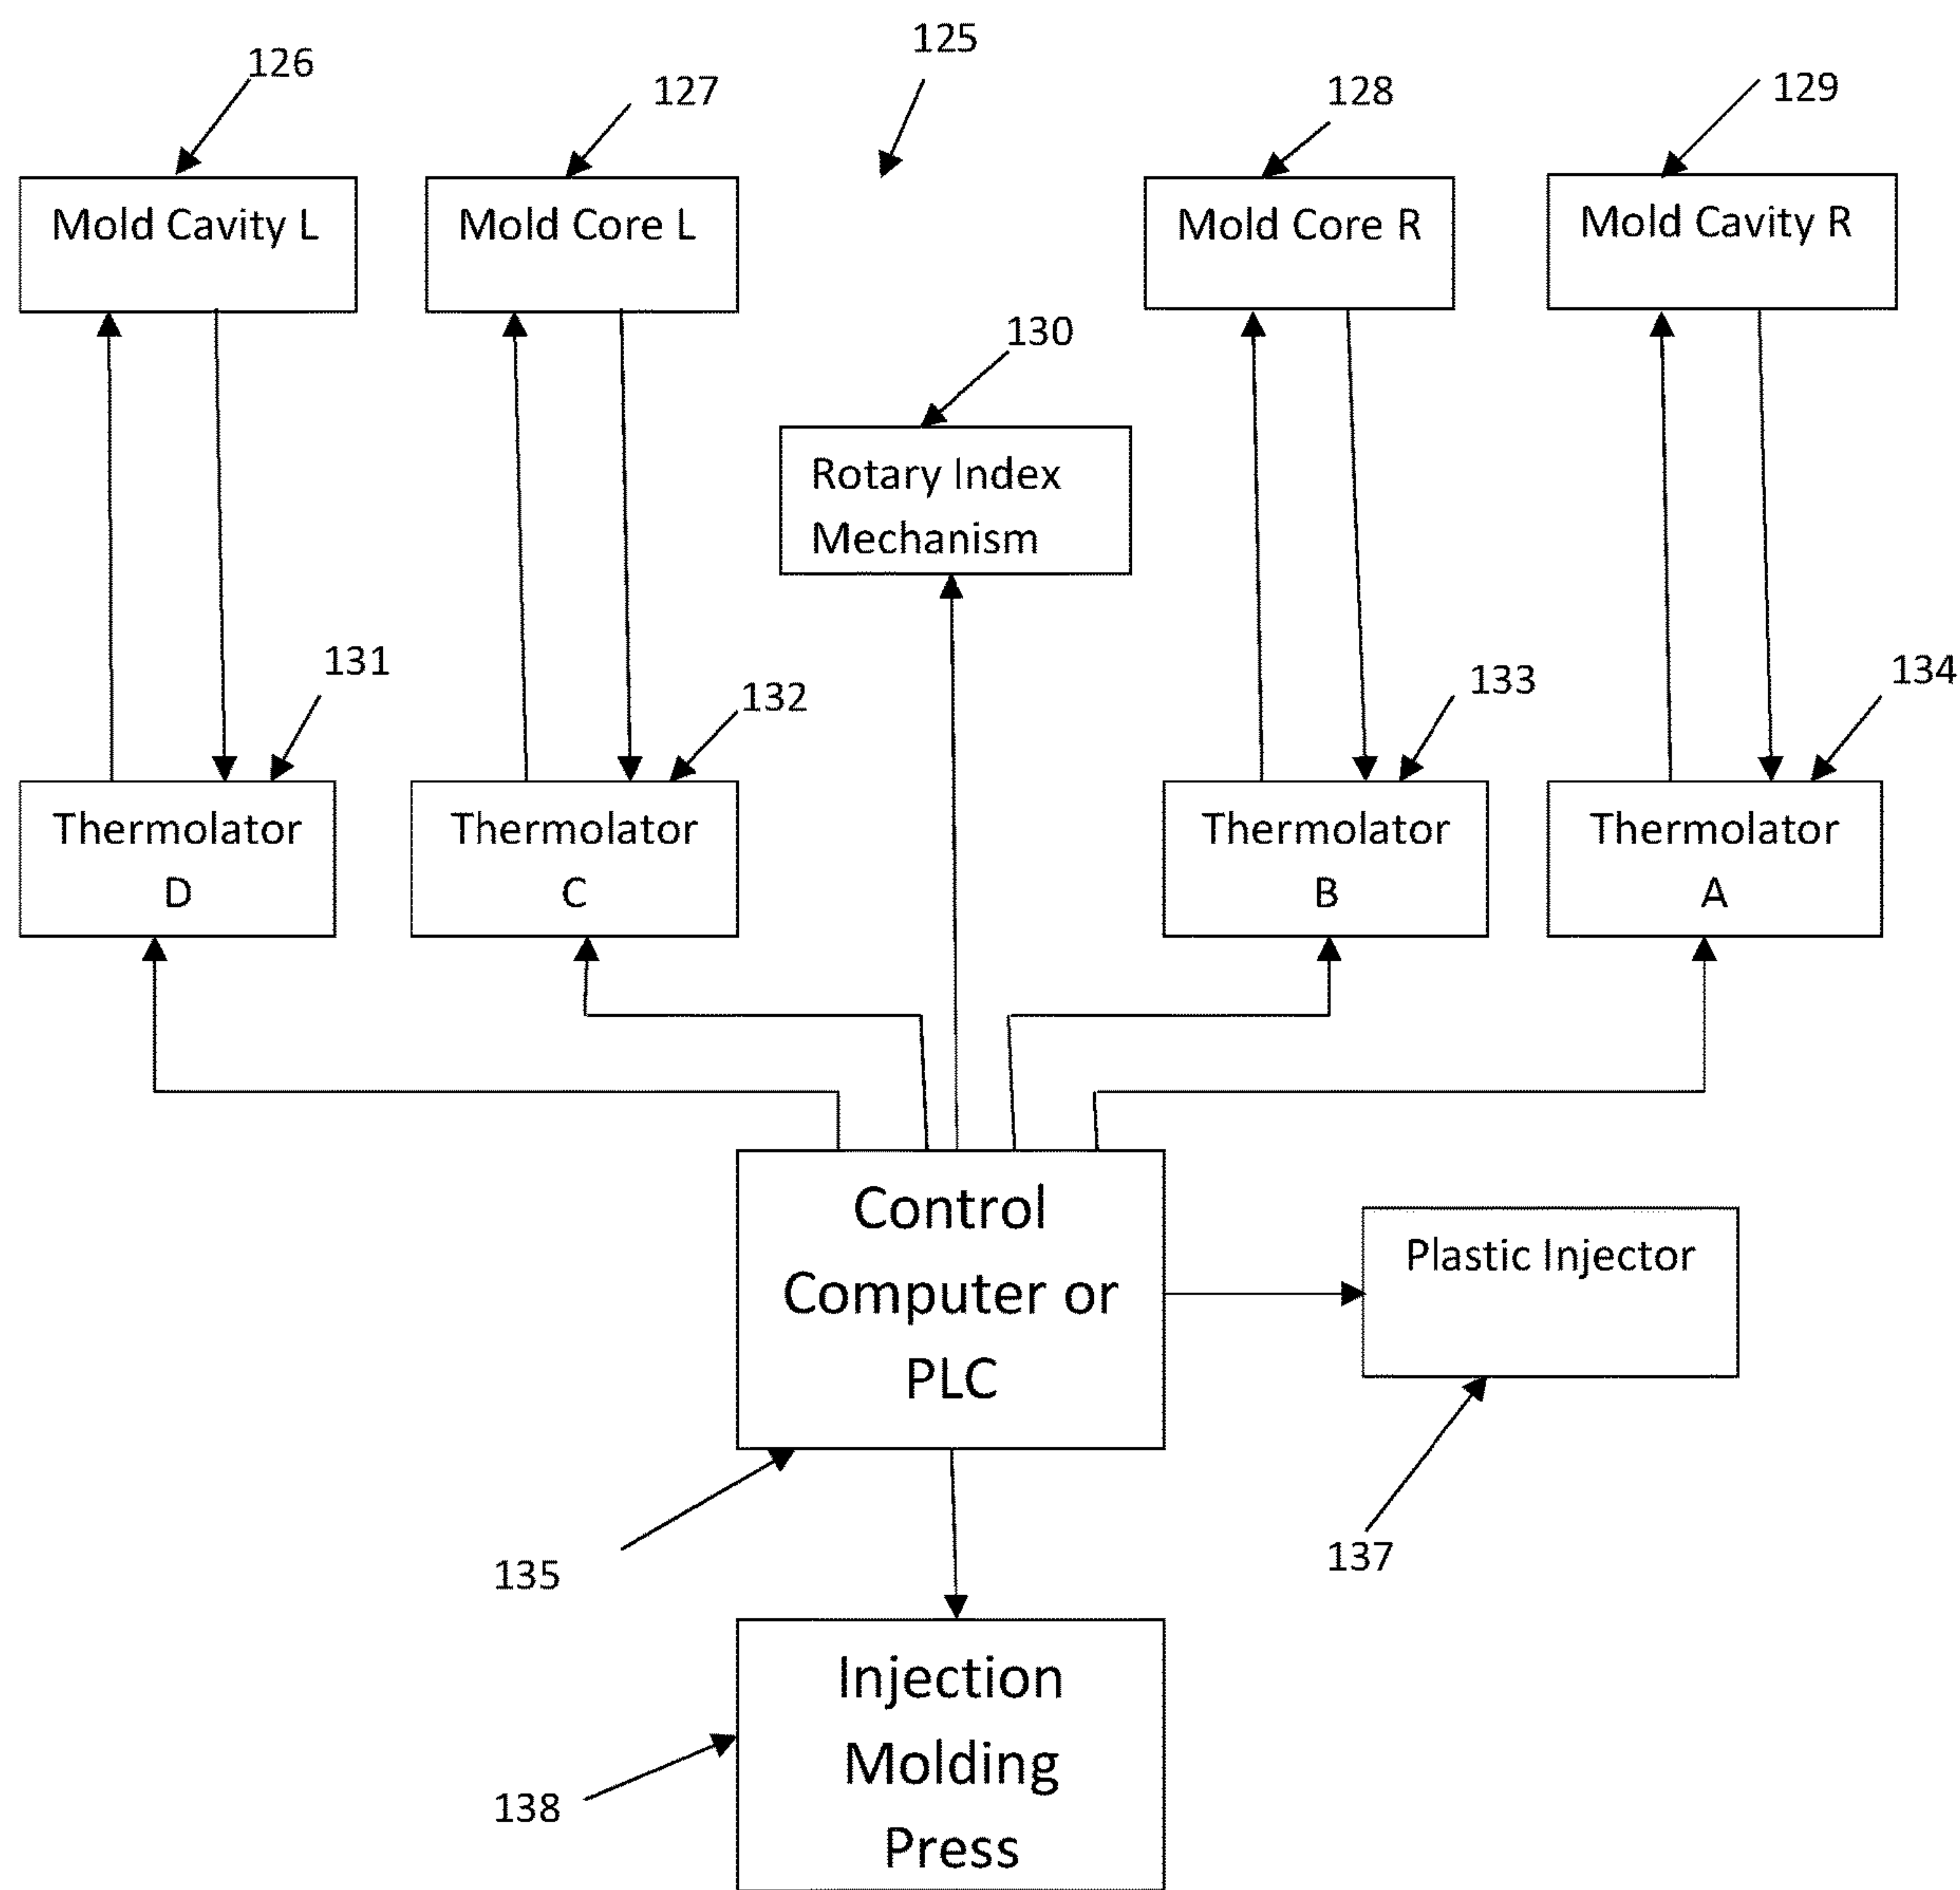 125
126
127
128
129
Mold Cavity L
Mold Core L
Mold Core R
Mold Cavity R
130
Rotary Index
Mechanism
131
132
133
134
Thermolator
D
Thermolator
C
Thermolator
B
Thermolator
A
Control
Computer or
PLC
Plastic Injector
135
137
Injection
Molding
Press
138